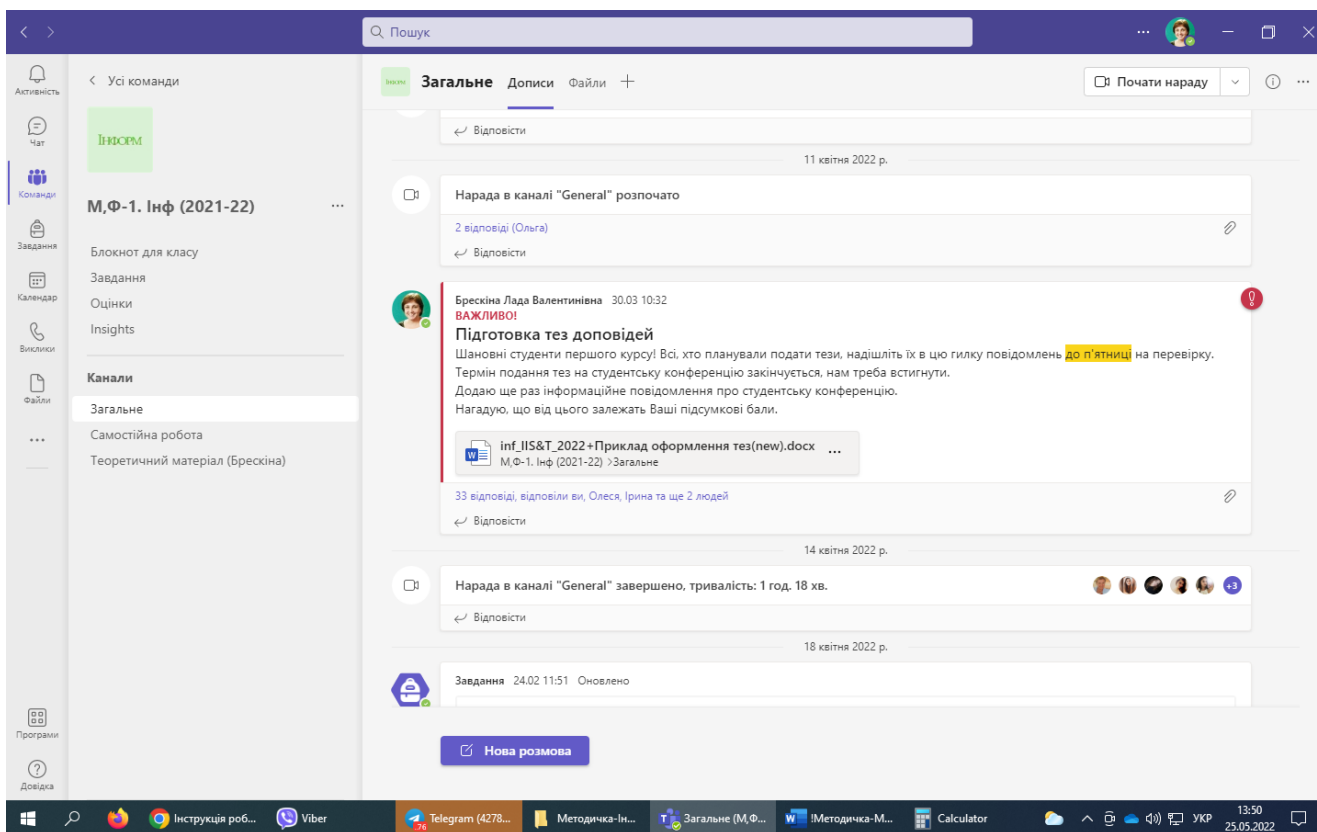 Пошук
Активність
Чат
Команди
Завдання
Календар
Виклики
Файли
Програми
Довідка
Усі команди
Інформ
М,Ф-1. Інф (2021-22)
Блокнот для класу
Завдання
Оцінки
Insights
Канали
Загальне
Самостійна робота
Теоретичний матеріал (Брескіна)
Загальне Дописи Файли
Почати нараду
Відповісти
11 квітня 2022 р.
Нарада в каналі "General" розпочато
2 відповіді (Ольга)
Відповісти
Брескіна Лада Валентинівна 30.03 10:32
ВАЖЛИВО!
Підготовка тез доповідей
Шановні студенти першого курсу! Всі, хто планували подати тези, надішліть їх в цю гилку повідомлень до п'ятниці на перевірку.
Термін подання тез на студентську конференцію закінчується, нам треба встигнути.
Додаю ще раз інформаційне повідомлення про студентську конференцію.
Нагадую, що від цього залежать Ваші підсумкові бали.
inf_IIS&T_2022+Приклад оформлення тез(new).docx
М,Ф-1. Інф (2021-22) >Загальне
33 відповіді, відповіли ви, Олеся, Ірина та ще 2 людей
Відповісти
14 квітня 2022 р.
Нарада в каналі "General" завершено, тривалість: 1 год. 18 хв.
+3
Відповісти
18 квітня 2022 р.
Завдання 24.02 11:51 Оновлено
Нова розмова
Інструкція роб... Viber Telegram (4278... Методичка-Ін... Загальне (М,Ф... !Методичка-М... Calculator УКР 13:50
76 25.05.2022